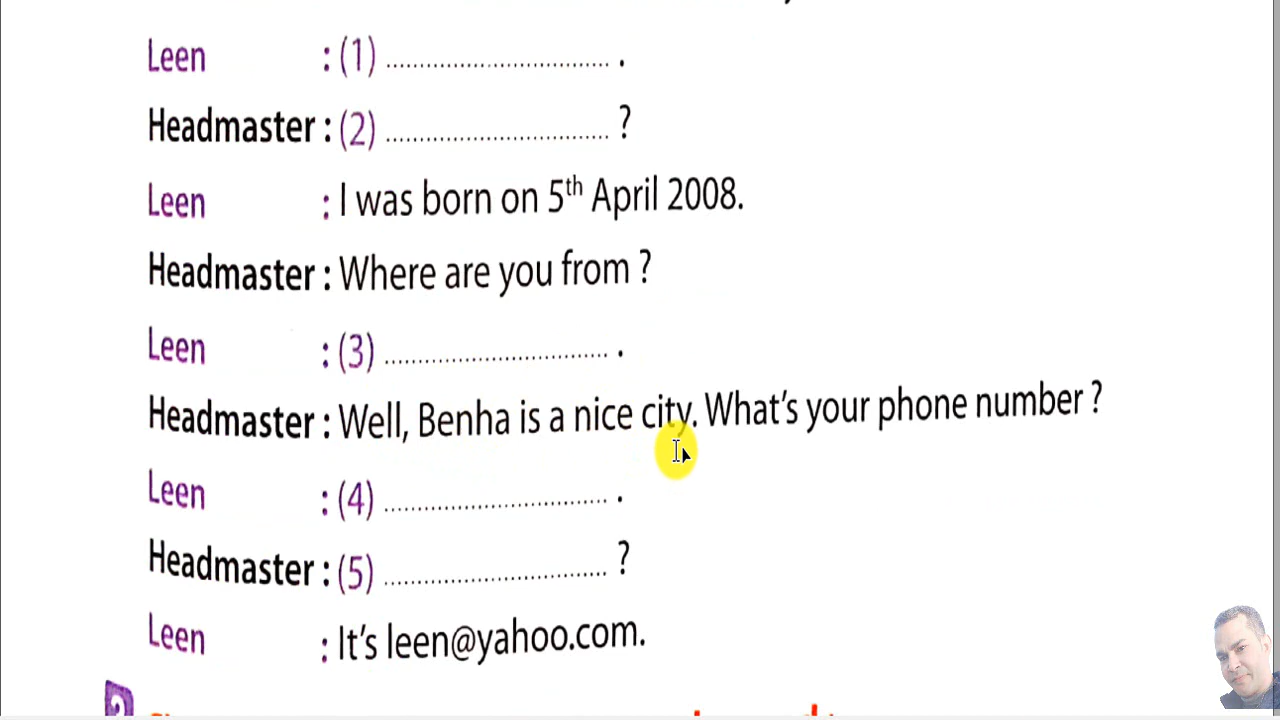 Leen : (1) ........................................ .
Headmaster : (2) ........................................ ?
Leen : I was born on 5th April 2008.
Headmaster : Where are you from ?
Leen : (3) ........................................ .
Headmaster : Well, Benha is a nice city. What's your phone number ?
Leen : (4) ........................................ .
Headmaster : (5) ........................................ ?
Leen : It's leen@yahoo.com.